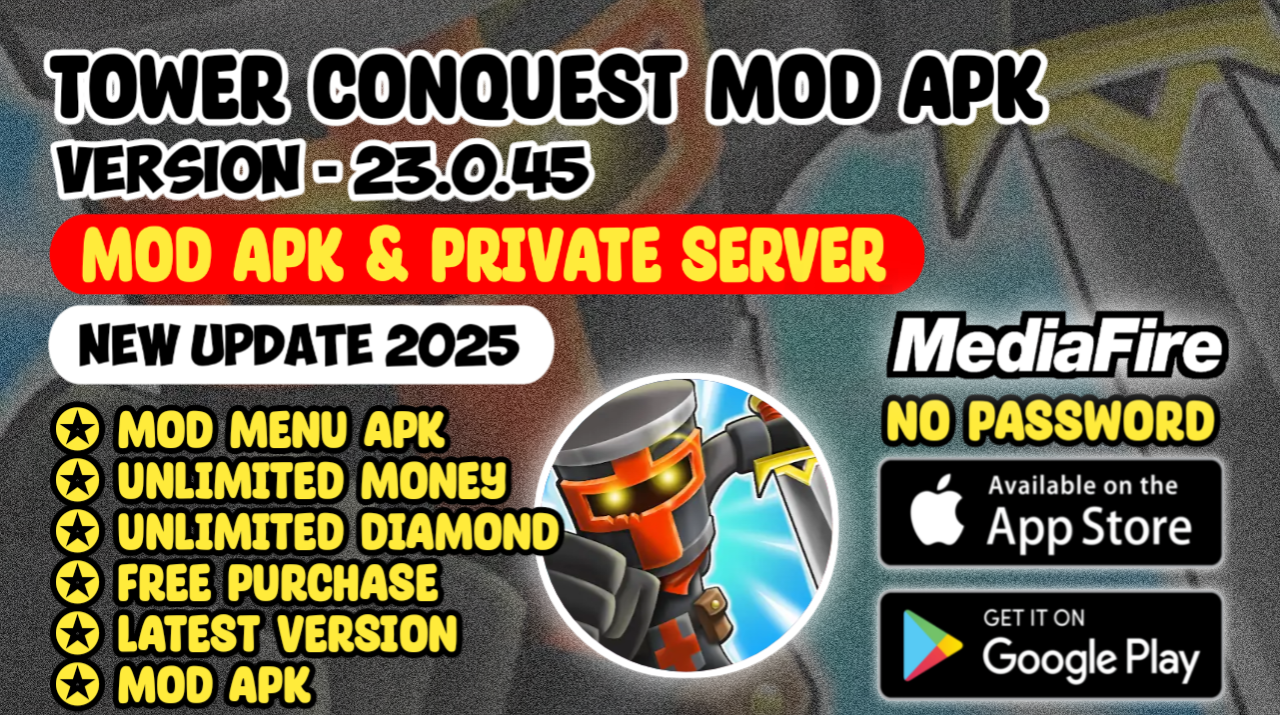 TOWER CONQUEST MOD APK
VERSION - 23.0.45
MOD APK & PRIVATE SERVER
NEW UPDATE 2025
MOD MENU APK
UNLIMITED MONEY
UNLIMITED DIAMOND
FREE PURCHASE
LATEST VERSION
MOD APK
MediaFire
NO PASSWORD
Available on the
App Store
GET IT ON
Google Play